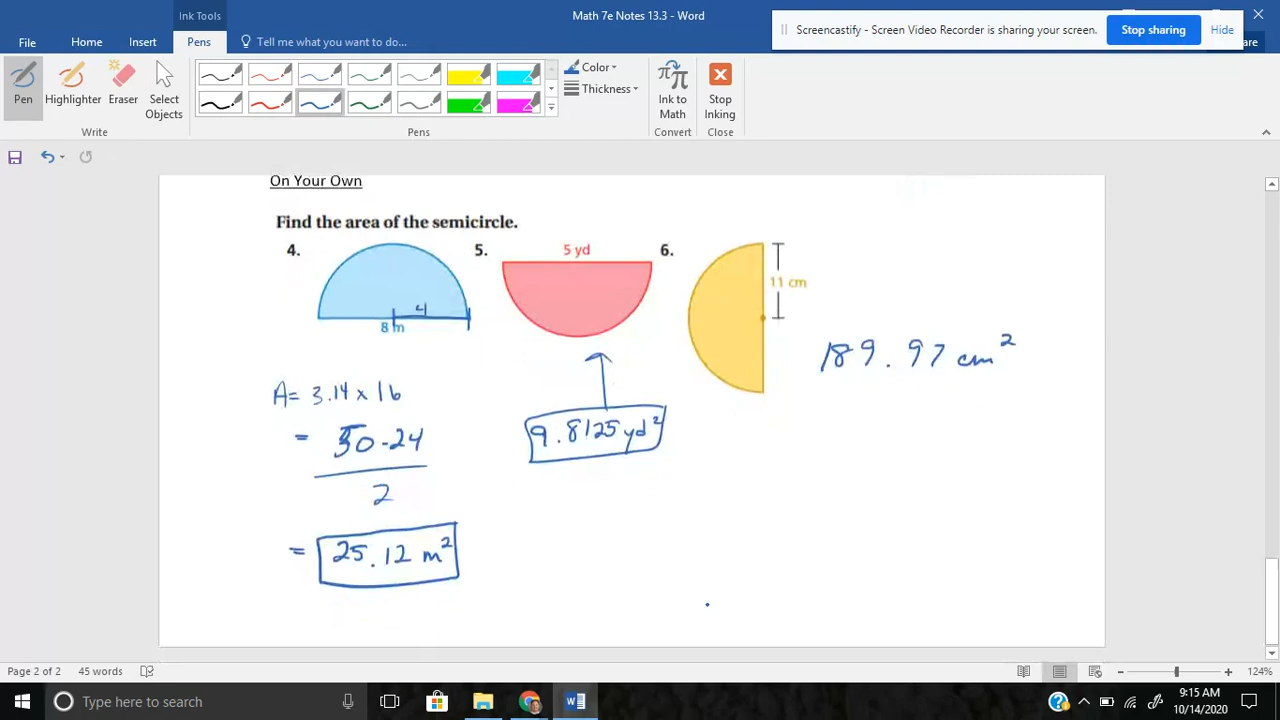 Ink Tools
Math 7e Notes 13.3 - Word
Screencastify - Screen Video Recorder is sharing your screen.
Stop sharing
Hide
File
Home
Insert
Pens
Tell me what you want to do...
are
Pen
Highlighter
Eraser
Select Objects
Color
Thickness
Ink to Math
Stop Inking
Write
Pens
Convert
Close
On Your Own
Find the area of the semicircle.
4.
5.
5 yd
6.
11 cm
4
8 m
189.97 cm²
A= 3.14 x 16
= 50.24
2
9.8125 yd²
= 25.12 m²
Page 2 of 2
45 words
124%
Type here to search
9:15 AM
10/14/2020